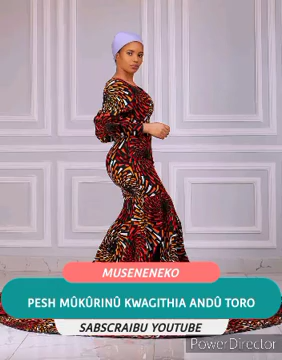 MUSENENEKO
PESH MŨKŨRINŨ KWAGITHIA ANDŨ TORO
SABSCRAIBU YOUTUBE
PowerDirector